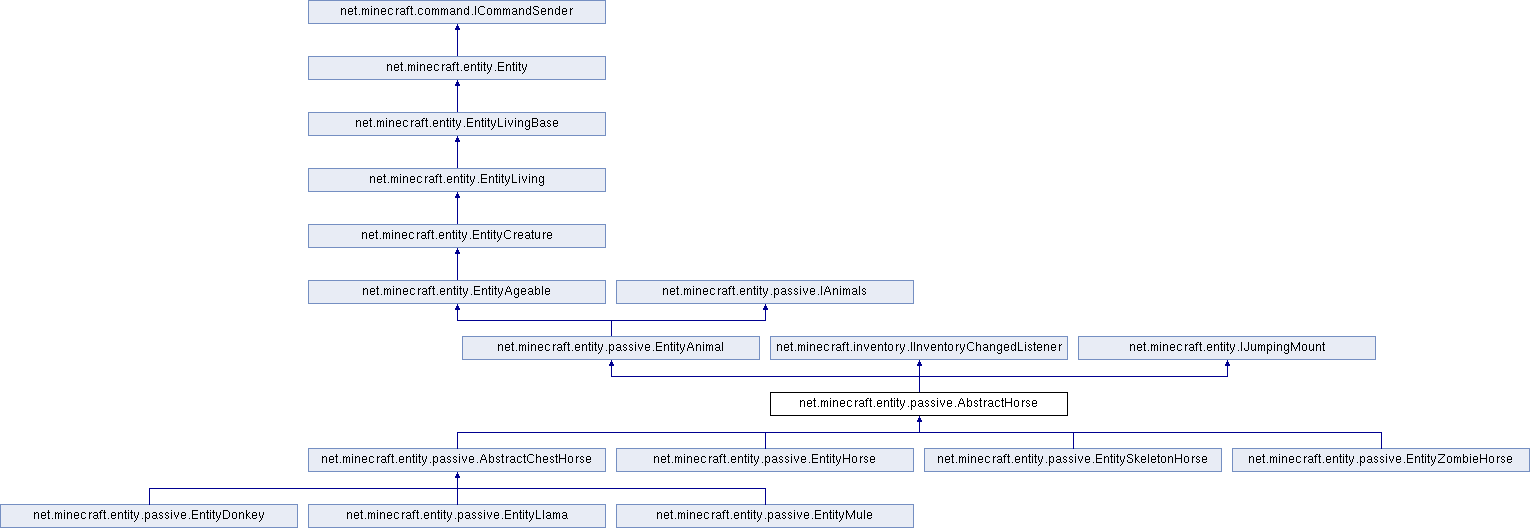 net.minecraft.command.ICommandSender
net.minecraft.entity.Entity
net.minecraft.entity.EntityLivingBase
net.minecraft.entity.EntityLiving
net.minecraft.entity.EntityCreature
net.minecraft.entity.EntityAgeable
net.minecraft.entity.passive.IAnimals
net.minecraft.entity.passive.EntityAnimal
net.minecraft.inventory.IInventoryChangedListener
net.minecraft.entity.IJumpingMount
net.minecraft.entity.passive.AbstractHorse
net.minecraft.entity.passive.AbstractChestHorse
net.minecraft.entity.passive.EntityHorse
net.minecraft.entity.passive.EntitySkeletonHorse
net.minecraft.entity.passive.EntityZombieHorse
net.minecraft.entity.passive.EntityDonkey
net.minecraft.entity.passive.EntityLlama
net.minecraft.entity.passive.EntityMule